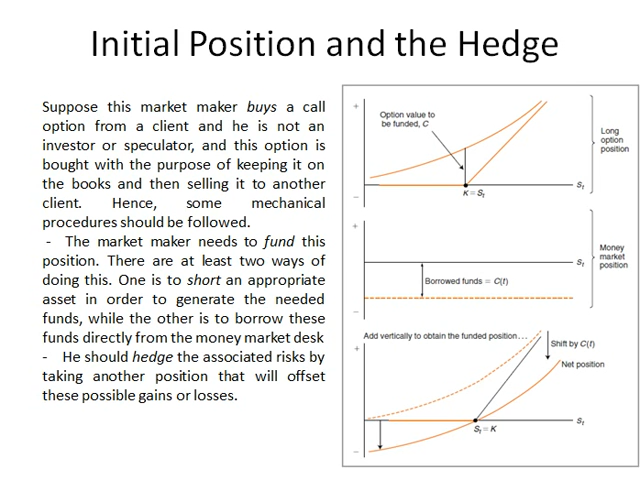 Initial Position and the Hedge
Suppose this market maker buys a call
option from a client and he is not an
investor or speculator, and this option is
bought with the purpose of keeping it on
the books and then selling it to another
client. Hence, some mechanical
procedures should be followed.
- The market maker needs to fund this
position. There are at least two ways of
doing this. One is to short an appropriate
asset in order to generate the needed
funds, while the other is to borrow these
funds directly from the money market desk
- He should hedge the associated risks by
taking another position that will offset
these possible gains or losses.
+
Option value to
be funded, C
Long
option
position
St
K = St
−
+
Money
market
position
St
Borrowed funds = C(t)
−
Add vertically to obtain the funded position…
+
Shift by C(t)
Net position
St
St = K
−